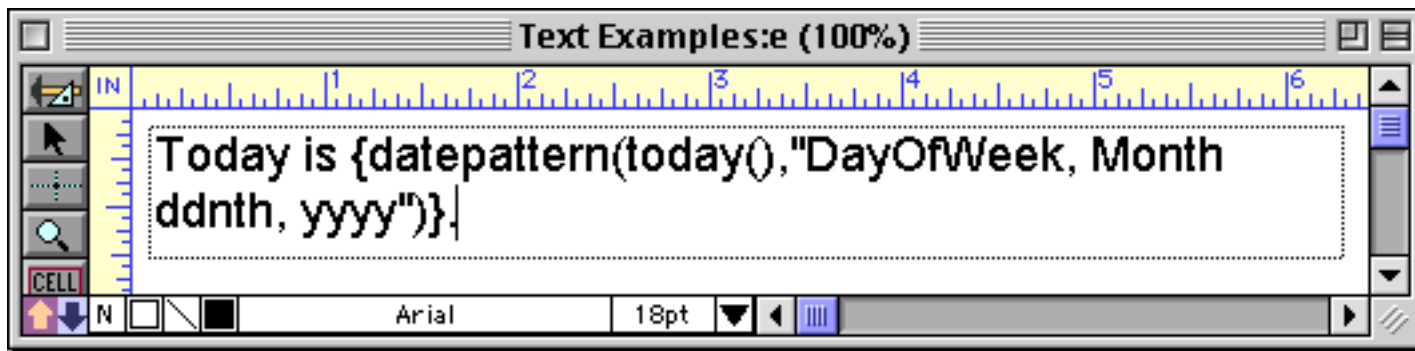 Text Examples:e (100%)
IN 1 2 3 4 5 6
Today is {datepattern(today(),"DayOfWeek, Month
ddnth, yyyy")}.
CELL
N Arial 18pt